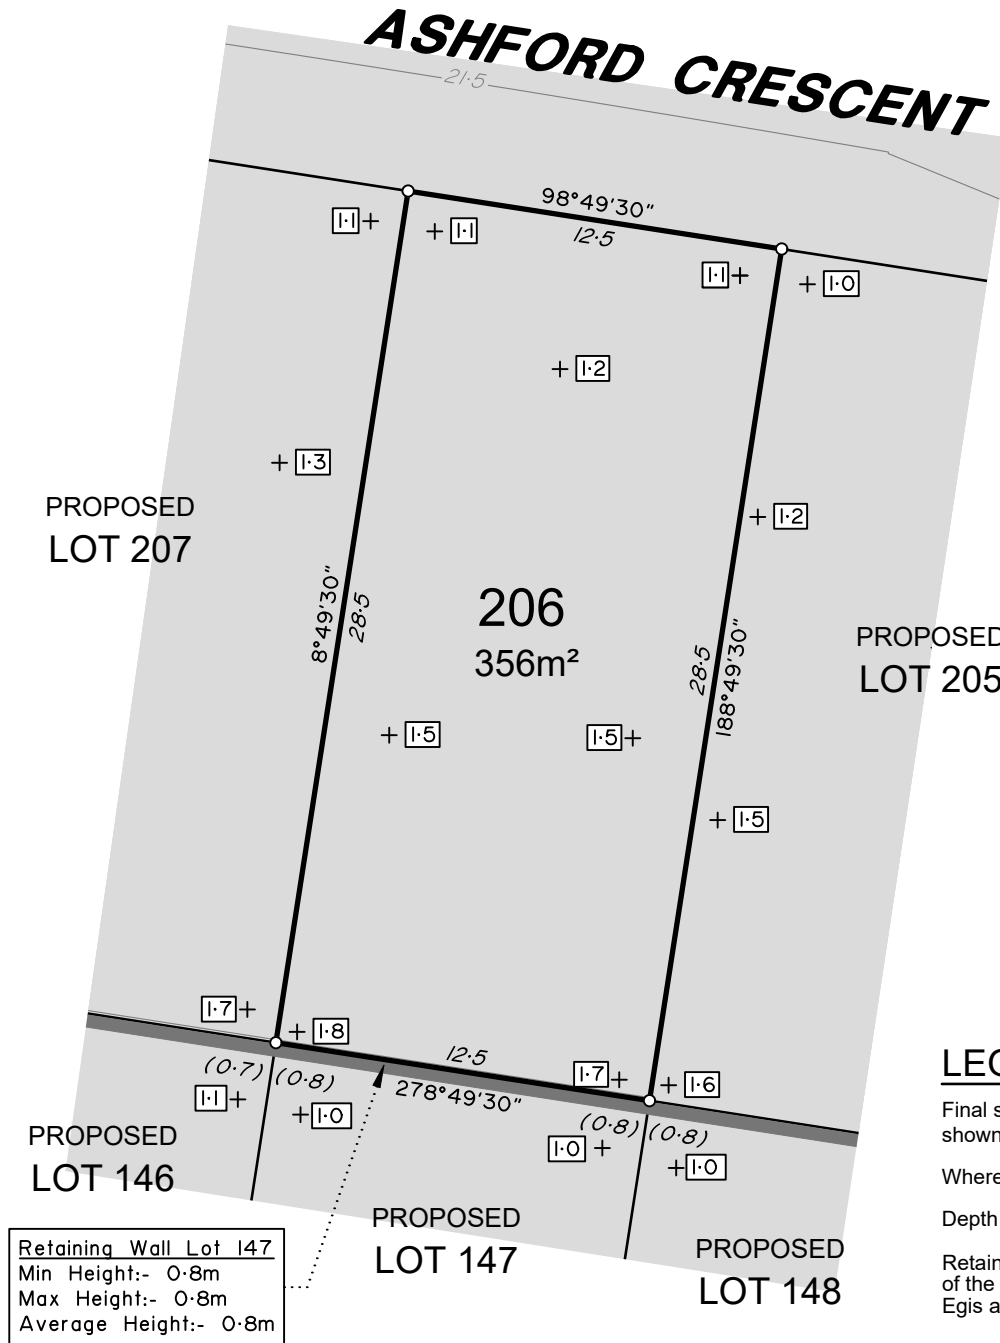 ASHFORD CRESCENT
21·5
98°49'30"
12·5
1·1
1·1
1·1
1·0
1·2
1·3
PROPOSED
LOT 207
1·2
8°49'30"
28·5
206
356m²
28·5
188°49'30"
PROPOSED
LOT 205
1·5
1·5
1·5
1·7
1·8
12·5
278°49'30"
1·7
1·6
(0·7)
(0·8)
(0·8)
(0·8)
1·1
1·0
1·0
1·0
PROPOSED
LOT 146
PROPOSED
LOT 147
PROPOSED
LOT 148
Retaining Wall Lot 147
Min Height:- 0·8m
Max Height:- 0·8m
Average Height:- 0·8m
Final
shown
Where
Depth
of the
Egis